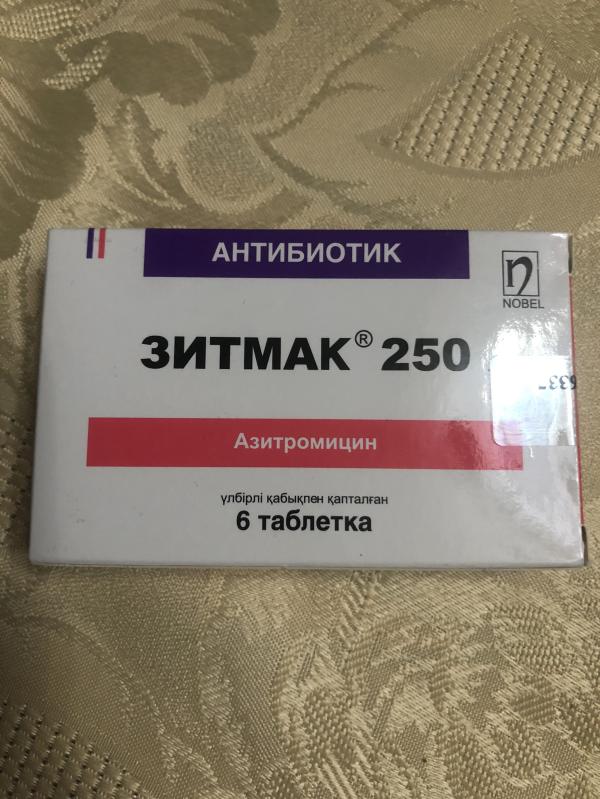 АНТИБИОТИК
NOBEL
ЗИТМАК® 250
Азитромицин
үлбірлі қабықпен қапталған
6 таблетка